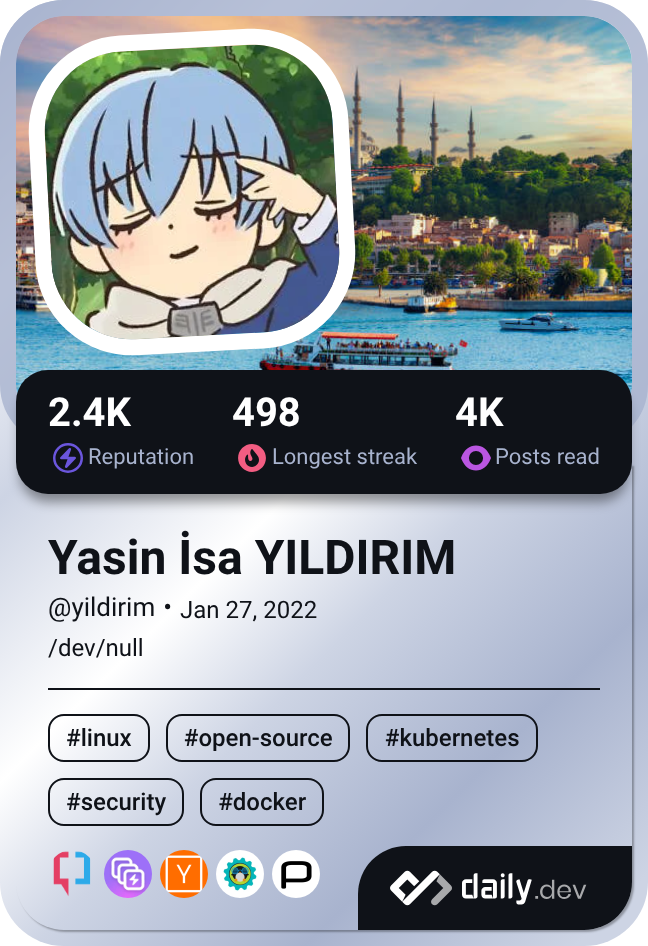 2.4K 498 4K
Reputation Longest streak Posts read
Yasin İsa YILDIRIM
@yildirim • Jan 27, 2022
/dev/null
#linux #open-source #kubernetes
#security #docker
Y
daily.dev